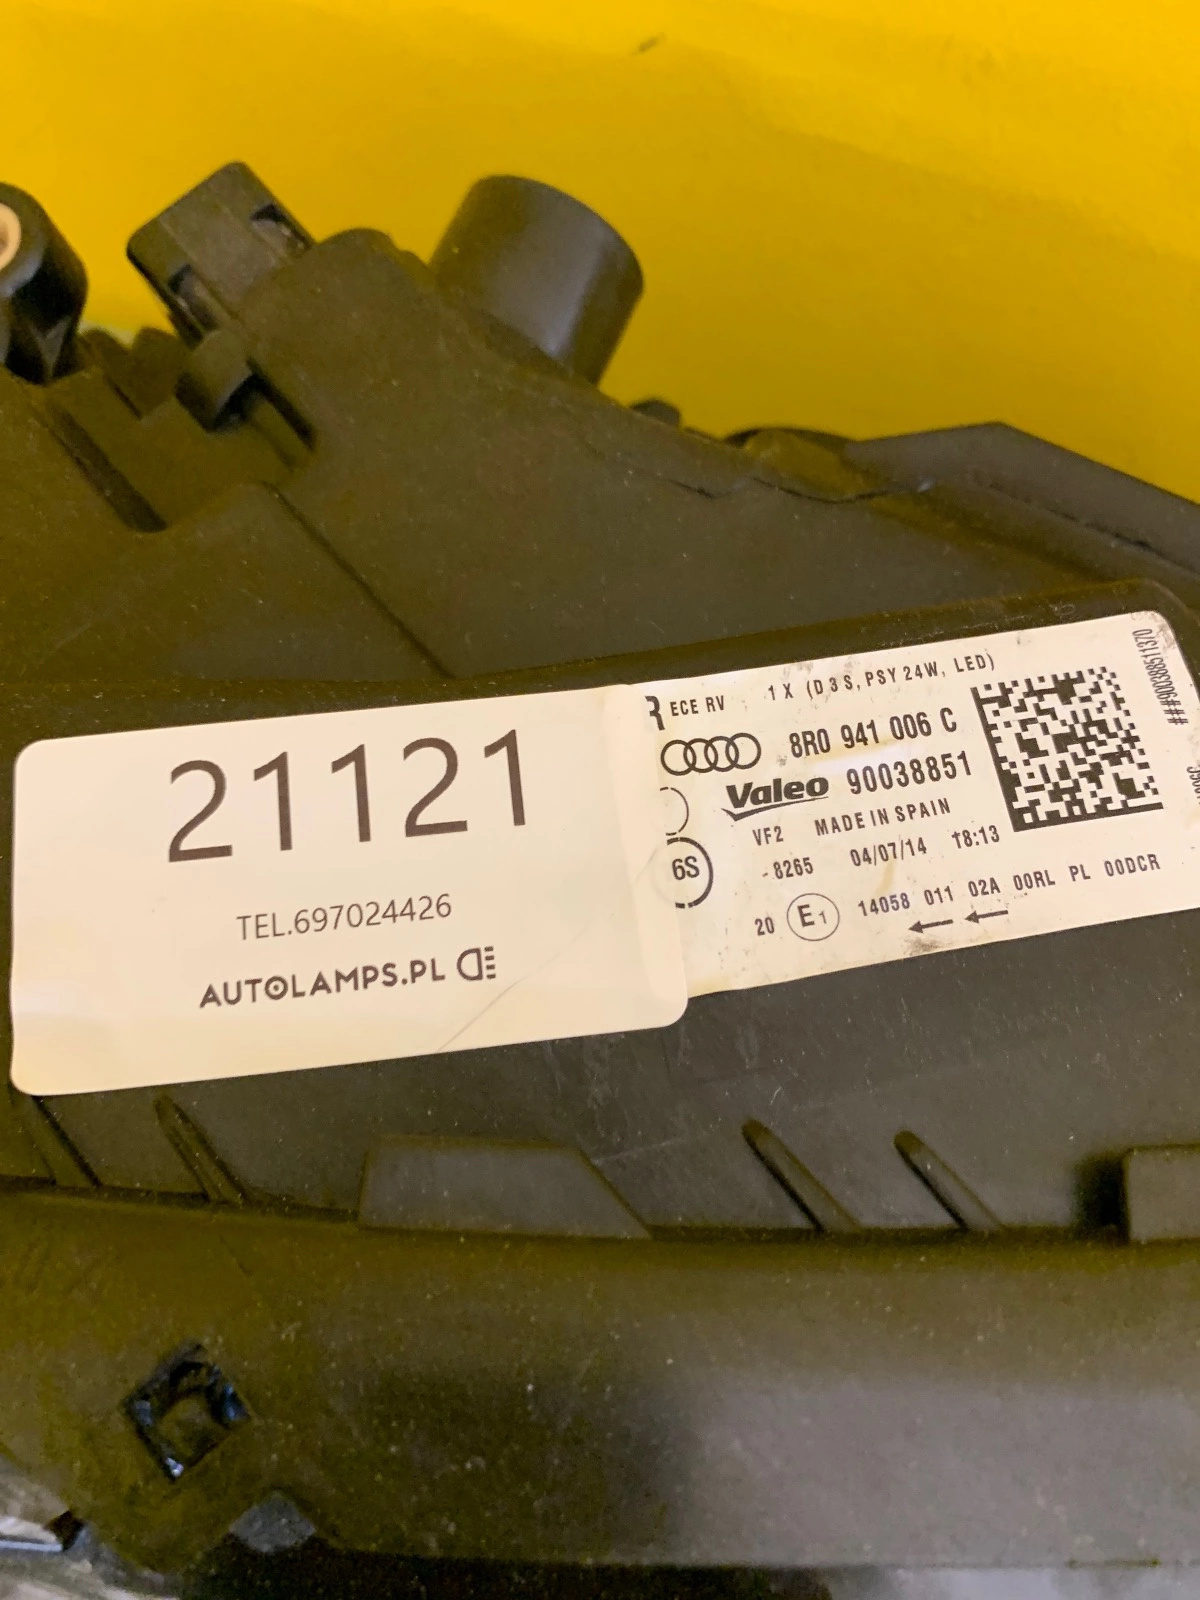 21121
TEL.697024426
AUTOLAMPS.PL
R ECE RV 1 X (D3S, PSY 24W, LED)
8R0 941 006 C
Valeo 90038851
VF2 MADE IN SPAIN
6S
-8265 04/07/14 18:13
20 E1 14058 011 02A 00RL PL 00DCR